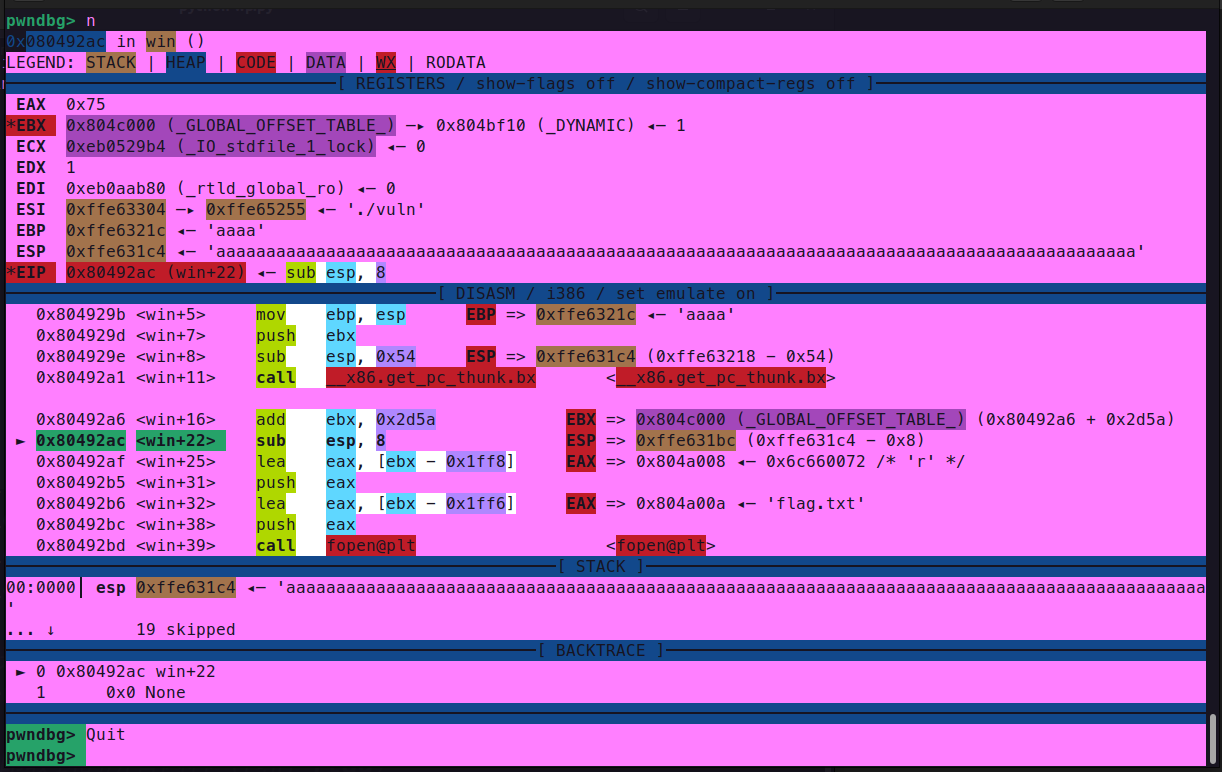 pwndbg> n
0x080492ac in win ()
LEGEND: STACK | HEAP | CODE | DATA | WX | RODATA
[ REGISTERS / show-flags off / show-compact-regs off ]
EAX  0x75
*EBX  0x804c000 (_GLOBAL_OFFSET_TABLE_) —▸ 0x804bf10 (_DYNAMIC) ◂— 1
ECX  0xeb0529b4 (_IO_stdfile_1_lock) ◂— 0
EDX  1
EDI  0xeb0aab80 (_rtld_global_ro) ◂— 0
ESI  0xffe63304 —▸ 0xffe65255 ◂— './vuln'
EBP  0xffe6321c ◂— 'aaaa'
ESP  0xffe631c4 ◂— 'aaaaaaaaaaaaaaaaaaaaaaaaaaaaaaaaaaaaaaaaaaaaaaaaaaaaaaaaaaaaaaaaaaaaaaaaaaaaaaaaaaaaaaaaaaaa'
*EIP  0x80492ac (win+22) ◂— sub esp, 8
[ DISASM / i386 / set emulate on ]
0x804929b <win+5>     mov    ebp, esp      EBP => 0xffe6321c ◂— 'aaaa'
0x804929d <win+7>     push   ebx
0x804929e <win+8>     sub    esp, 0x54     ESP => 0xffe631c4 (0xffe63218 - 0x54)
0x80492a1 <win+11>    call   __x86.get_pc_thunk.bx       <__x86.get_pc_thunk.bx>
0x80492a6 <win+16>    add    ebx, 0x2d5a             EBX => 0x804c000 (_GLOBAL_OFFSET_TABLE_) (0x80492a6 + 0x2d5a)
► 0x80492ac <win+22>    sub    esp, 8                  ESP => 0xffe631bc (0xffe631c4 - 0x8)
0x80492af <win+25>    lea    eax, [ebx - 0x1ff8]     EAX => 0x804a008 ◂— 0x6c660072 /* 'r' */
0x80492b5 <win+31>    push   eax
0x80492b6 <win+32>    lea    eax, [ebx - 0x1ff6]     EAX => 0x804a00a ◂— 'flag.txt'
0x80492bc <win+38>    push   eax
0x80492bd <win+39>    call   fopen@plt                   <fopen@plt>
[ STACK ]
00:0000│ esp 0xffe631c4 ◂— 'aaaaaaaaaaaaaaaaaaaaaaaaaaaaaaaaaaaaaaaaaaaaaaaaaaaaaaaaaaaaaaaaaaaaaaaaaaaaaaaaaaaaaaaaaaaa
'
... ↓          19 skipped
[ BACKTRACE ]
► 0 0x80492ac win+22
1      0x0 None
pwndbg> Quit
pwndbg>